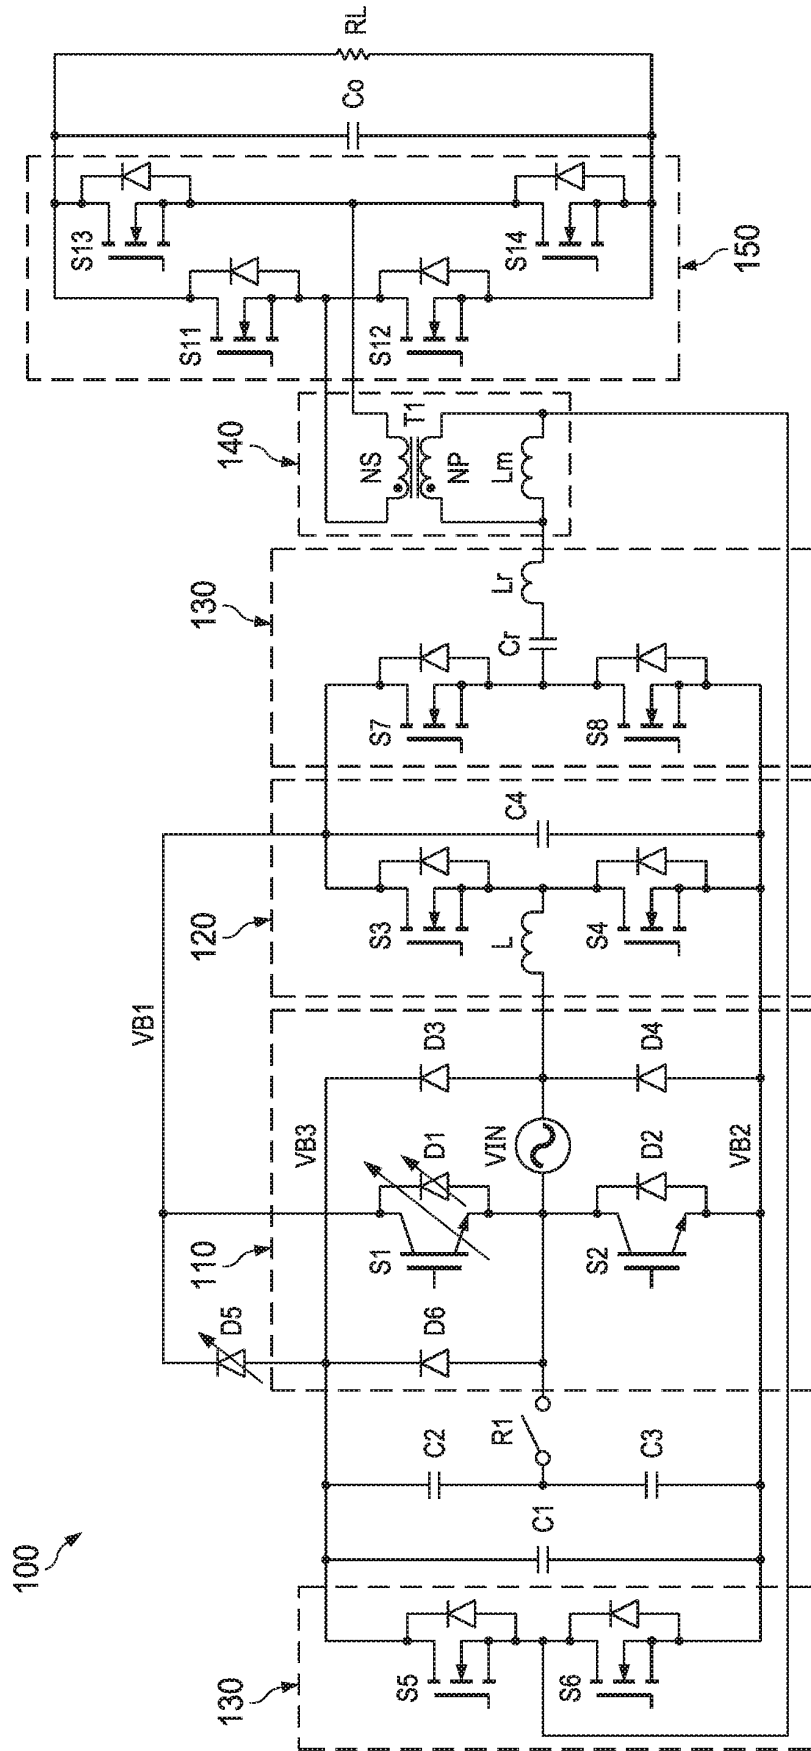 100
130
S5
S6
C1
C2
C3
R1
110
D5
D6
S1
D1
S2
D2
VB3
VB2
VIN
D3
D4
VB1
120
L
S3
S4
C4
130
S7
S8
Cr
Lr
140
NS
NP
T1
Lm
150
S11
S12
S13
S14
Co
RL